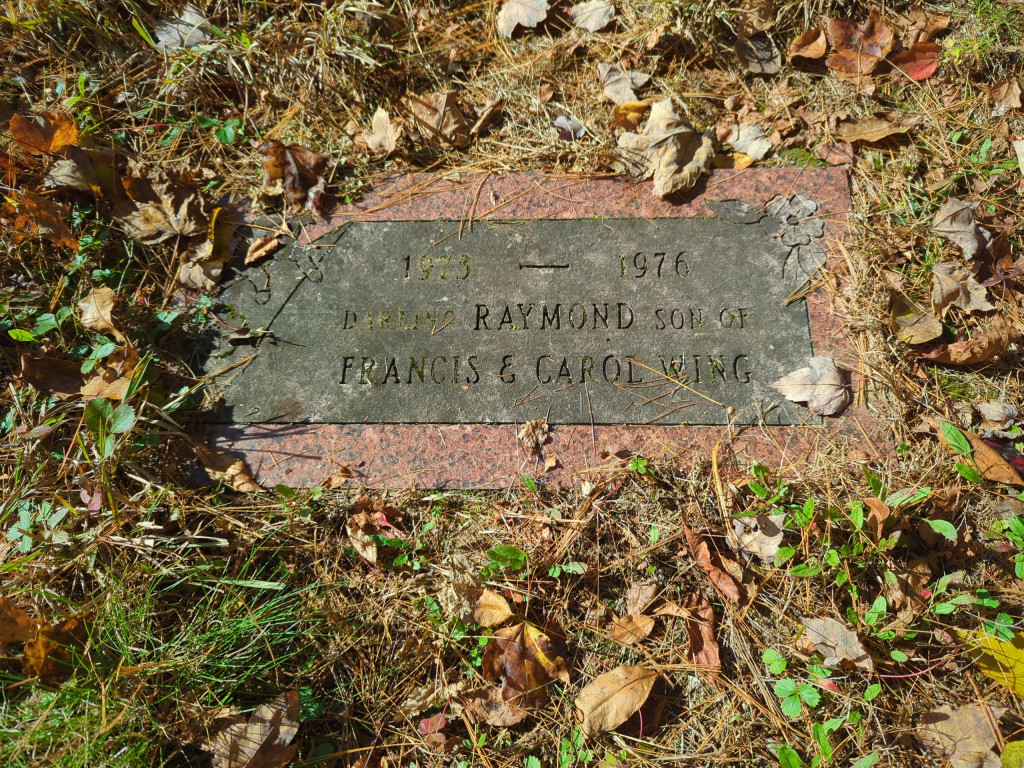 1973 — 1976
DARLING RAYMOND SON OF
FRANCIS & CAROL WING